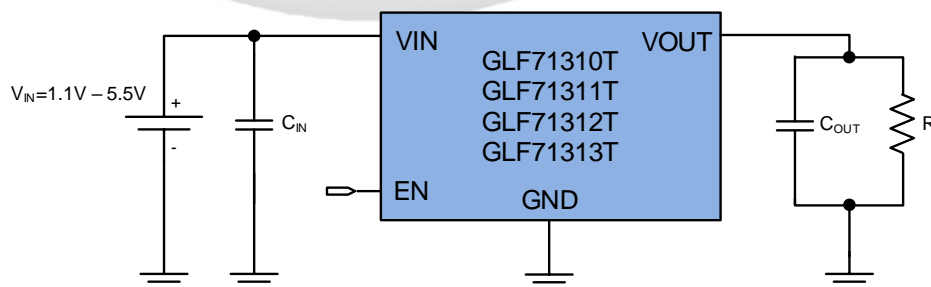 VIN
VOUT
GLF71310T
GLF71311T
GLF71312T
GLF71313T
VIN=1.1V – 5.5V
+
-
CIN
COUT
R
EN
GND